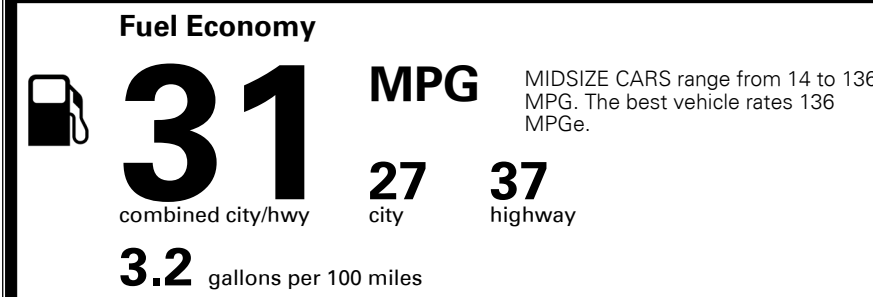 Fuel Economy
31 MPG
MIDSIZE CARS range from 14 to 136
MPG. The best vehicle rates 136
MPGe.
27 37
combined city/hwy city highway
3.2 gallons per 100 miles